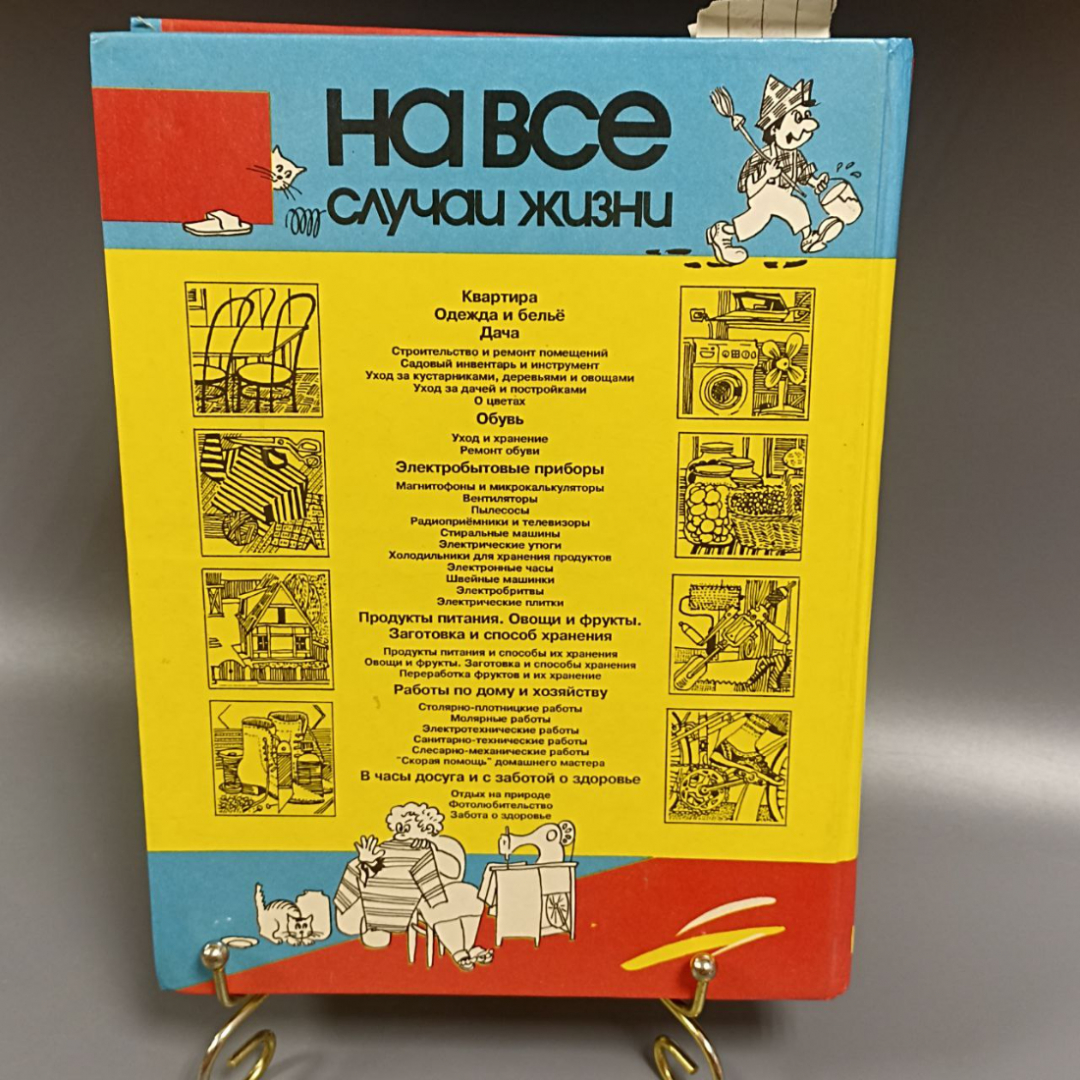 на все
случаи жизни
Квартира
Одежда и бельё
Дача
Строительство и ремонт помещений
Садовый инвентарь и инструмент
Уход за кустарниками, деревьями и овощами
Уход за дачей и постройками
О цветах
Обувь
Уход и хранение
Ремонт обуви
Электробытовые приборы
Магнитофоны и микрокалькуляторы
Вентиляторы
Пылесосы
Радиоприёмники и телевизоры
Стиральные машины
Электрические утюги
Холодильники для хранения продуктов
Электронные часы
Швейные машинки
Электробритвы
Электрические плитки
Продукты питания. Овощи и фрукты.
Заготовка и способ хранения
Продукты питания и способы их хранения
Овощи и фрукты. Заготовка и способы хранения
Переработка фруктов и их хранение
Работы по дому и хозяйству
Столярно-плотницкие работы
Молярные работы
Электротехнические работы
Санитарно-технические работы
Слесарно-механические работы
"Скорая помощь" домашнего мастера
В часы досуга и с заботой о здоровье
Отдых на природе
Фотолюбительство
Забота о здоровье